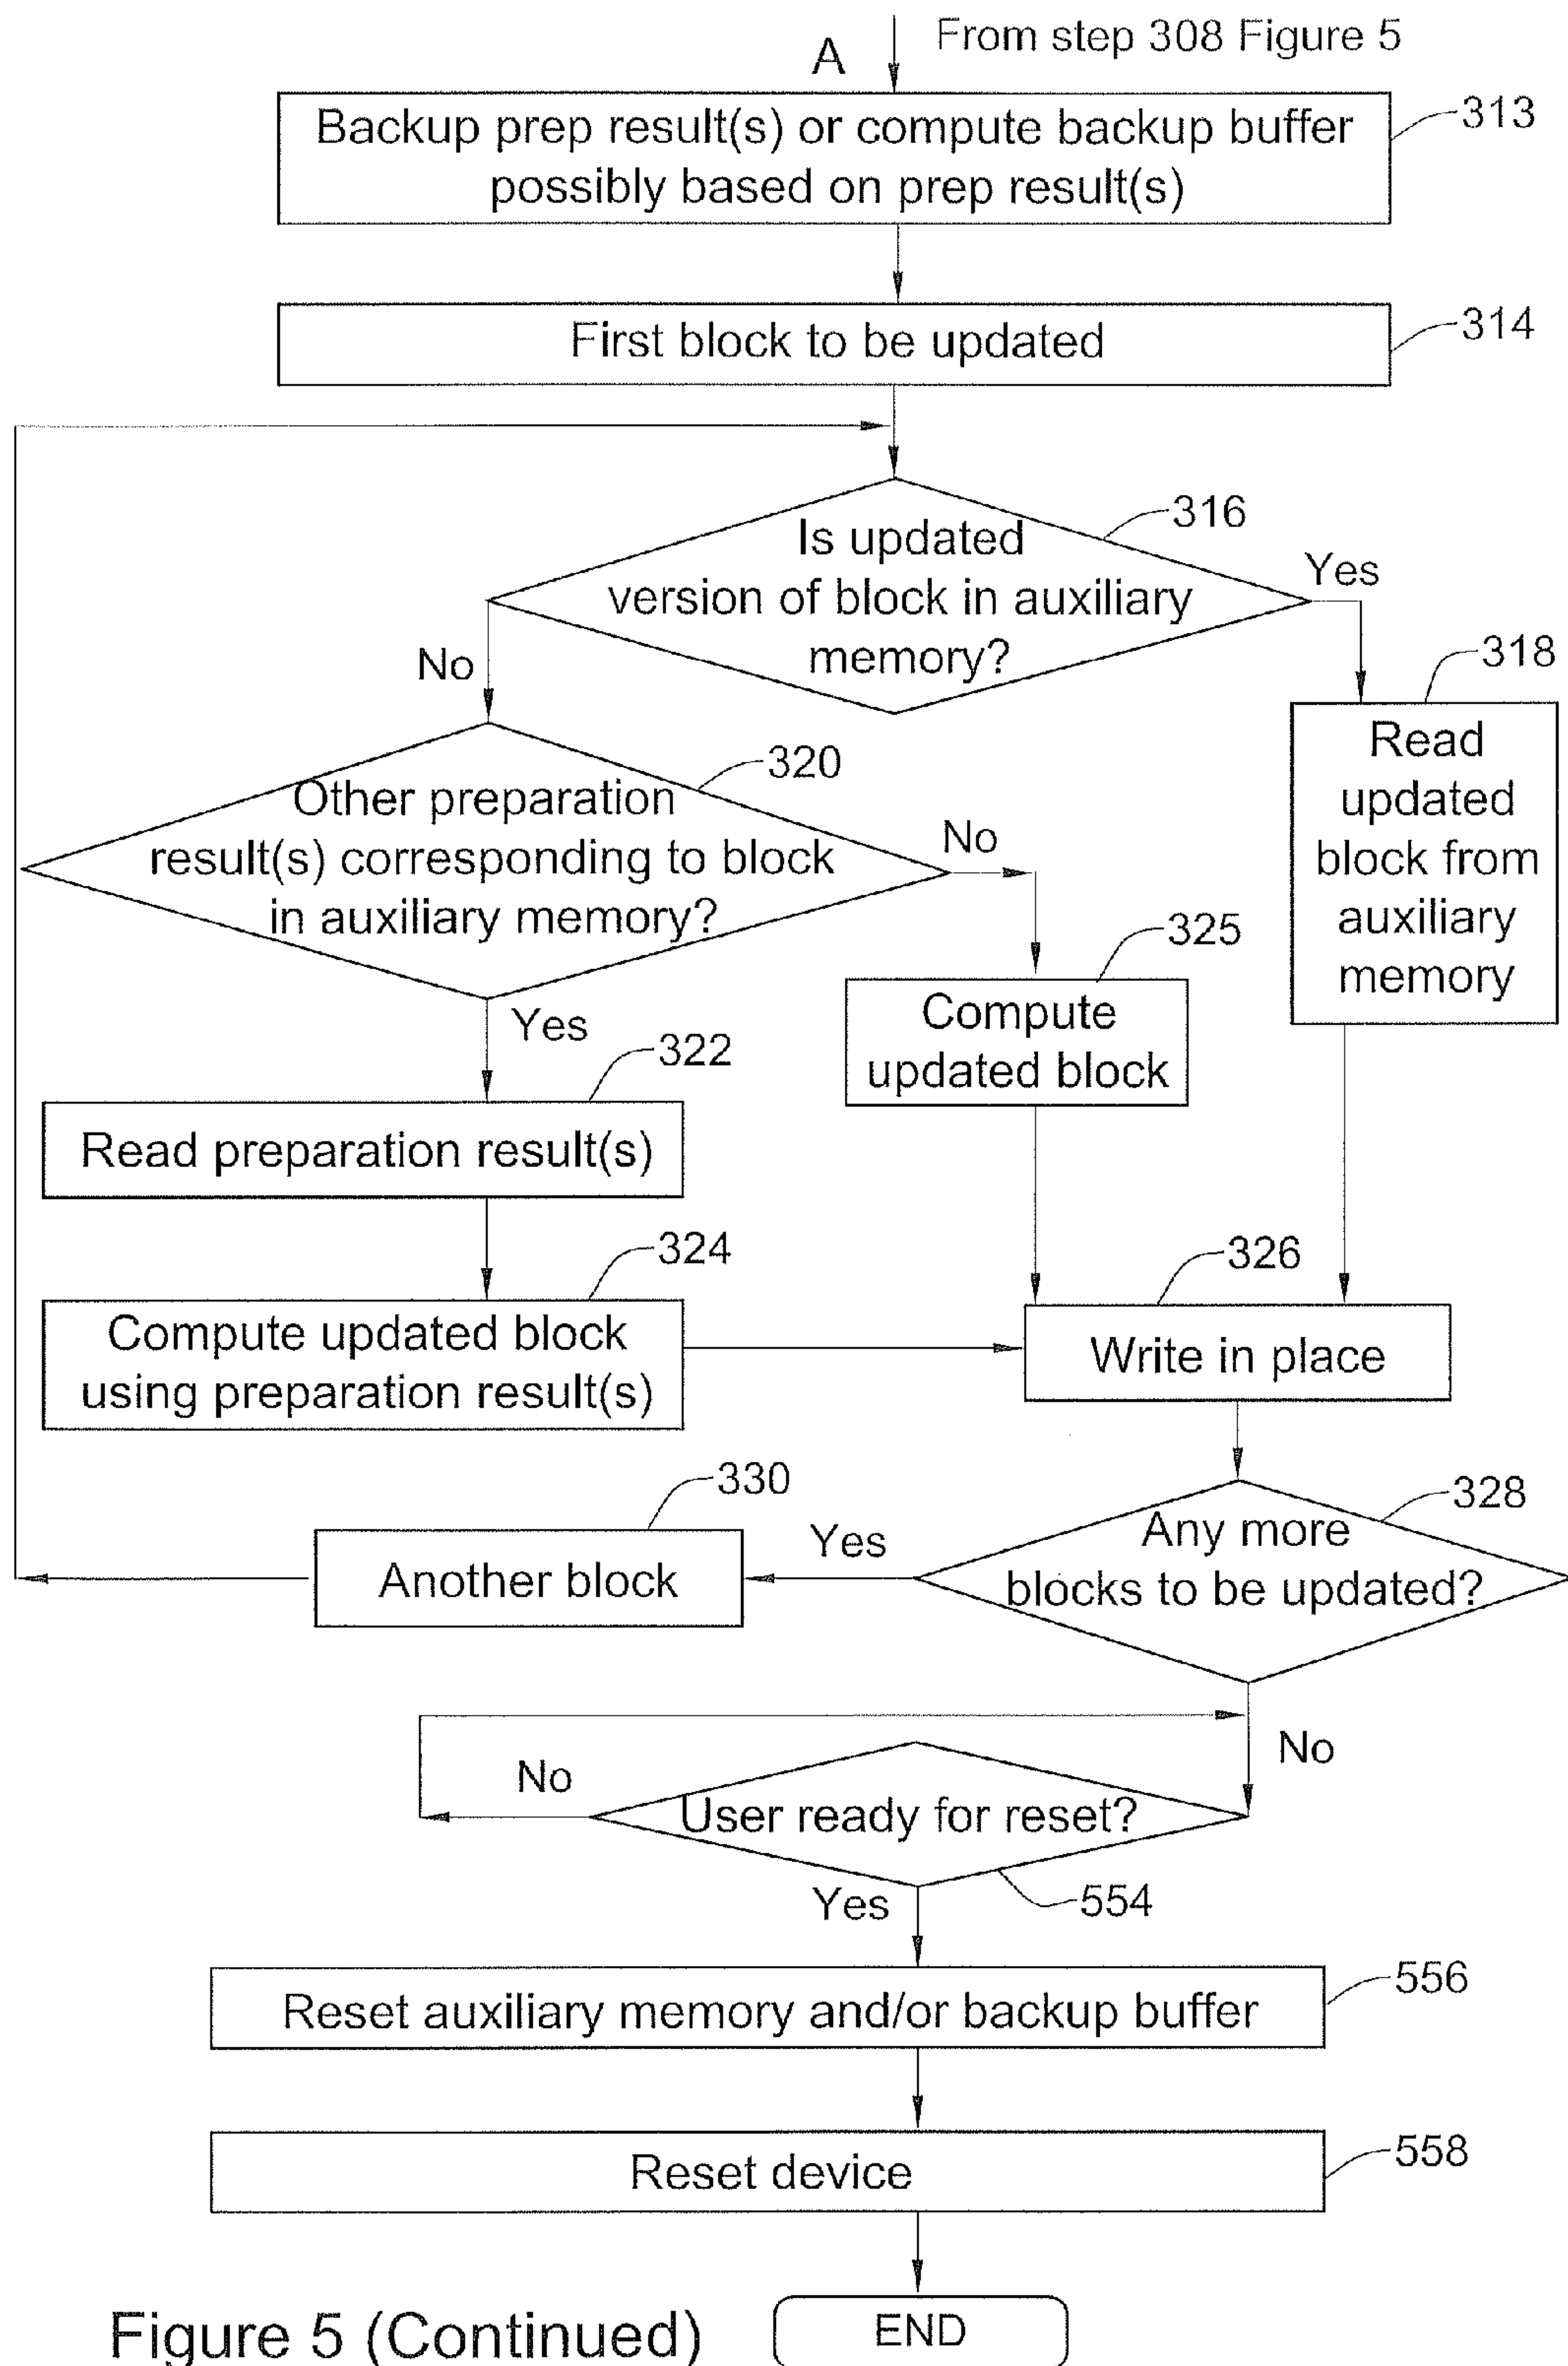 From step 308 Figure 5
A
Backup prep result(s) or compute backup buffer
possibly based on prep result(s)
313
First block to be updated
314
Is updated
version of block in auxiliary
memory?
316
Yes
No
318
Read
updated
block from
auxiliary
memory
320
Other preparation
result(s) corresponding to block
in auxiliary memory?
No
Yes
325
Compute
updated block
322
Read preparation result(s)
324
Compute updated block
using preparation result(s)
326
Write in place
328
Any more
blocks to be updated?
Yes
330
Another block
No
No
User ready for reset?
554
Yes
556
Reset auxiliary memory and/or backup buffer
558
Reset device
END
Figure 5 (Continued)